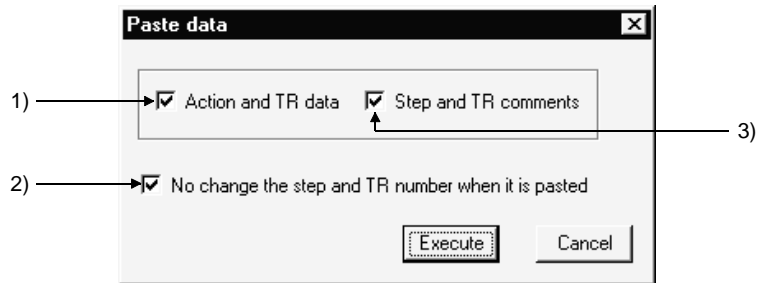 Paste data
1) Action and TR data Step and TR comments
3)
2) No change the step and TR number when it is pasted
Execute Cancel